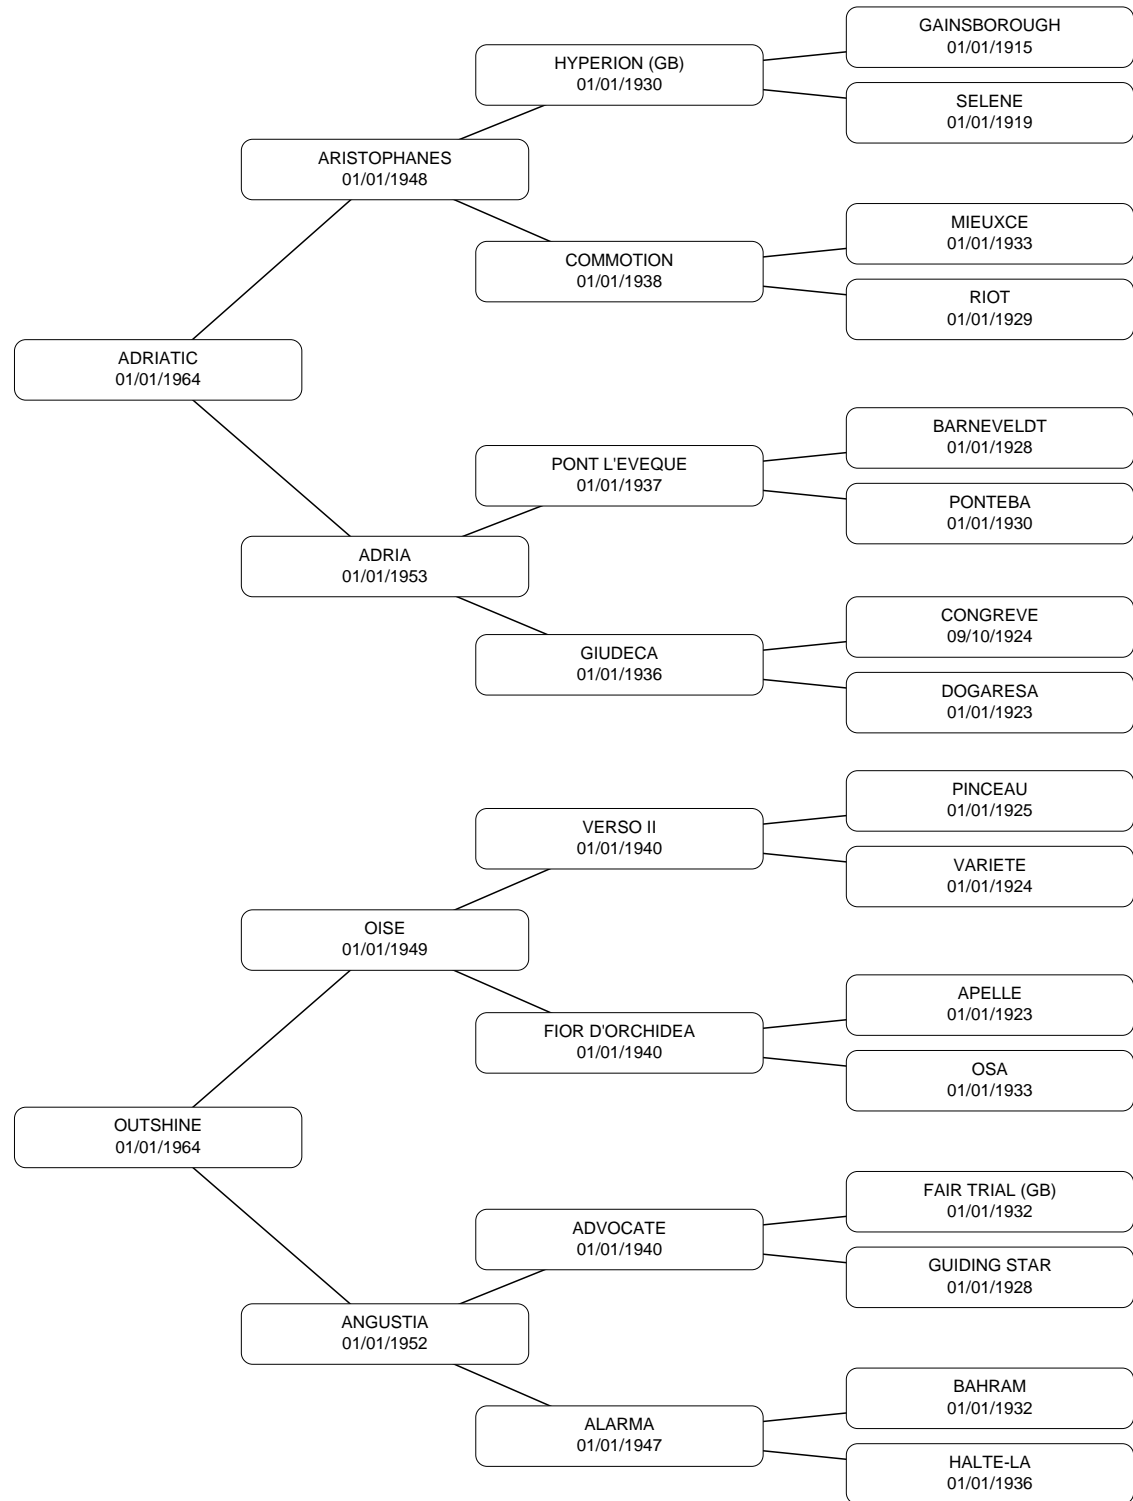 GAINSBOROUGH
01/01/1915
HYPERION (GB)
01/01/1930
SELENE
01/01/1919
ARISTOPHANES
01/01/1948
MIEUXCE
01/01/1933
COMMOTION
01/01/1938
RIOT
01/01/1929
ADRIATIC
01/01/1964
BARNEVELDT
01/01/1928
PONT L'EVEQUE
01/01/1937
PONTEBA
01/01/1930
ADRIA
01/01/1953
CONGREVE
09/10/1924
GIUDECA
01/01/1936
DOGARESA
01/01/1923
PINCEAU
01/01/1925
VERSO II
01/01/1940
VARIETE
01/01/1924
OISE
01/01/1949
APELLE
01/01/1923
FIOR D'ORCHIDEA
01/01/1940
OSA
01/01/1933
OUTSHINE
01/01/1964
FAIR TRIAL (GB)
01/01/1932
ADVOCATE
01/01/1940
GUIDING STAR
01/01/1928
ANGUSTIA
01/01/1952
BAHRAM
01/01/1932
ALARMA
01/01/1947
HALTE-LA
01/01/1936